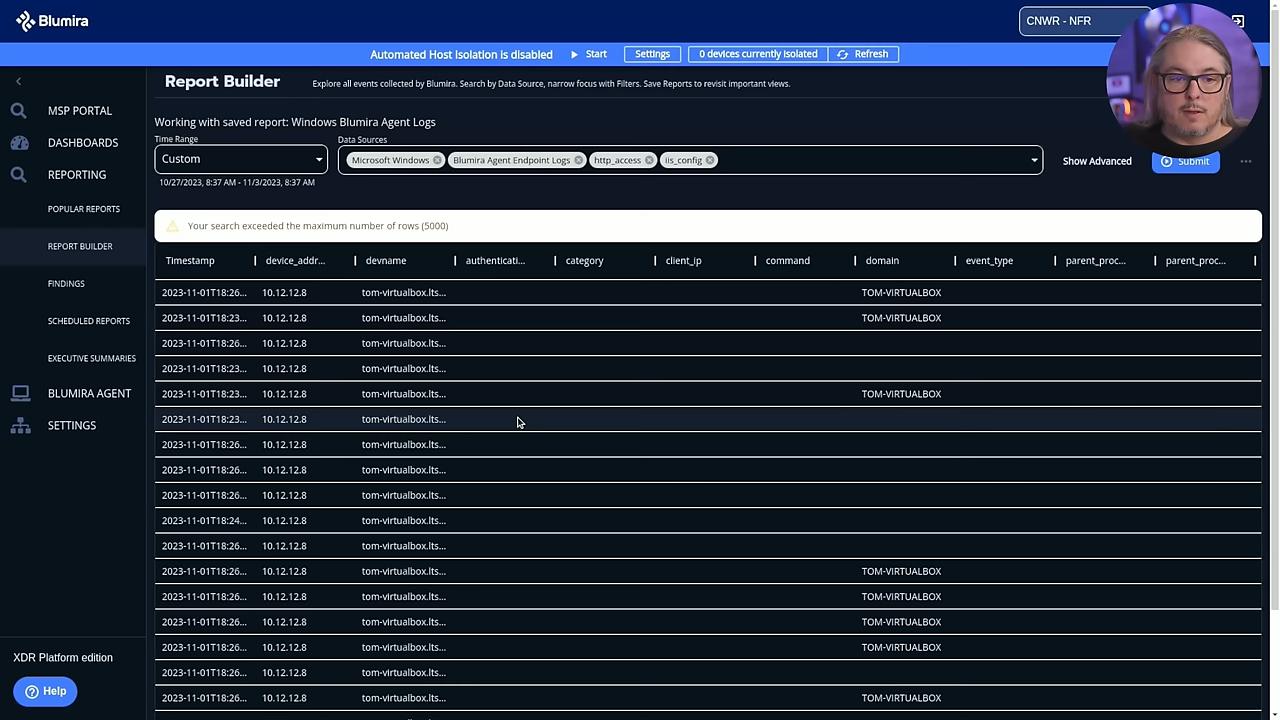 Blumira
CNWR - NFR
Automated Host Isolation is disabled
Start
Settings
0 devices currently isolated
Refresh
MSP PORTAL
DASHBOARDS
REPORTING
POPULAR REPORTS
REPORT BUILDER
FINDINGS
SCHEDULED REPORTS
EXECUTIVE SUMMARIES
BLUMIRA AGENT
SETTINGS
XDR Platform edition
Help
Report Builder
Explore all events collected by Blumira. Search by Data Source, narrow focus with Filters. Save Reports to revisit important views.
Working with saved report: Windows Blumira Agent Logs
Time Range
Custom
10/27/2023, 8:37 AM - 11/3/2023, 8:37 AM
Data Sources
Microsoft Windows Blumira Agent Endpoint Logs http_access iis_config
Show Advanced
Submit
Your search exceeded the maximum number of rows (5000)
Timestamp device_addr... devname authenticati... category client_ip command domain event_type parent_proc... parent_proc...
2023-11-01T18:26... 10.12.12.8 tom-virtualbox.lts... TOM-VIRTUALBOX
2023-11-01T18:23... 10.12.12.8 tom-virtualbox.lts... TOM-VIRTUALBOX
2023-11-01T18:26... 10.12.12.8 tom-virtualbox.lts...
2023-11-01T18:23... 10.12.12.8 tom-virtualbox.lts...
2023-11-01T18:23... 10.12.12.8 tom-virtualbox.lts... TOM-VIRTUALBOX
2023-11-01T18:23... 10.12.12.8 tom-virtualbox.lts...
2023-11-01T18:26... 10.12.12.8 tom-virtualbox.lts...
2023-11-01T18:26... 10.12.12.8 tom-virtualbox.lts...
2023-11-01T18:26... 10.12.12.8 tom-virtualbox.lts...
2023-11-01T18:24... 10.12.12.8 tom-virtualbox.lts...
2023-11-01T18:26... 10.12.12.8 tom-virtualbox.lts...
2023-11-01T18:26... 10.12.12.8 tom-virtualbox.lts... TOM-VIRTUALBOX
2023-11-01T18:26... 10.12.12.8 tom-virtualbox.lts... TOM-VIRTUALBOX
2023-11-01T18:26... 10.12.12.8 tom-virtualbox.lts... TOM-VIRTUALBOX
2023-11-01T18:26... 10.12.12.8 tom-virtualbox.lts... TOM-VIRTUALBOX
2023-11-01T18:26... 10.12.12.8 tom-virtualbox.lts...
2023-11-01T18:26... 10.12.12.8 tom-virtualbox.lts... TOM-VIRTUALBOX